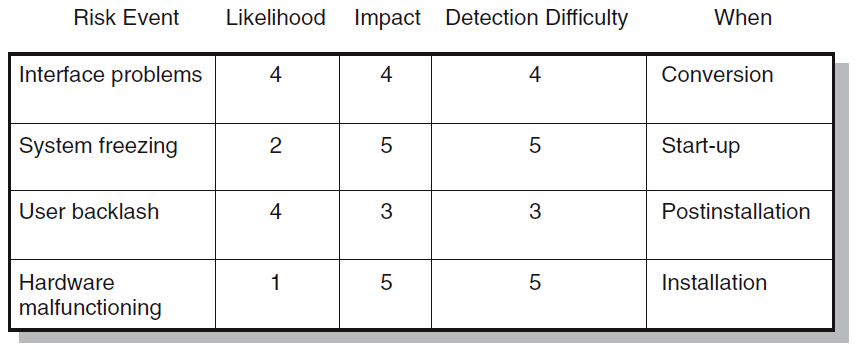 Risk Event Likelihood Impact Detection Difficulty When
Interface problems 4 4 4 Conversion
System freezing 2 5 5 Start-up
User backlash 4 3 3 Postinstallation
Hardware
malfunctioning 1 5 5 Installation